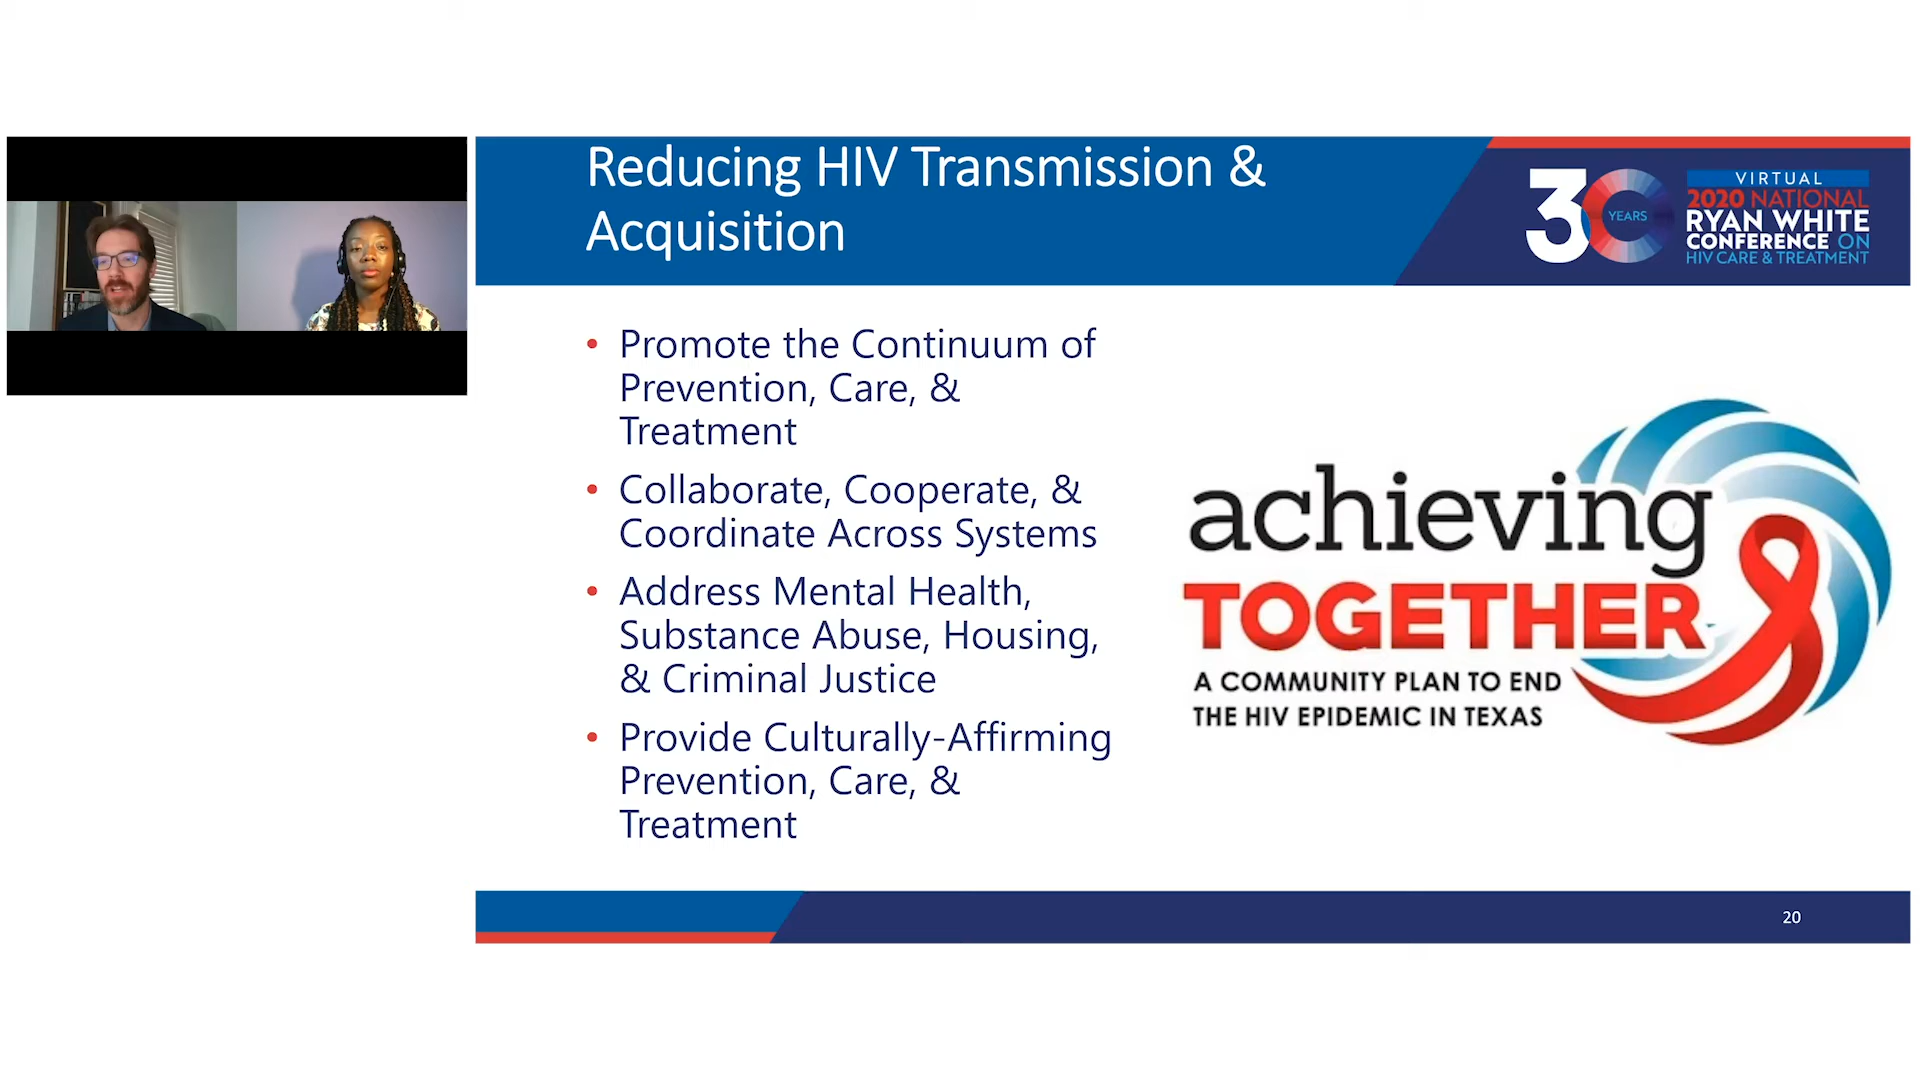 Reducing HIV Transmission &
Acquisition
30 YEARS
VIRTUAL
2020 NATIONAL
RYAN WHITE
CONFERENCE ON
HIV CARE & TREATMENT
• Promote the Continuum of
Prevention, Care, &
Treatment
• Collaborate, Cooperate, &
Coordinate Across Systems
• Address Mental Health,
Substance Abuse, Housing,
& Criminal Justice
• Provide Culturally-Affirming
Prevention, Care, &
Treatment
achieving
TOGETHER
A COMMUNITY PLAN TO END
THE HIV EPIDEMIC IN TEXAS
20